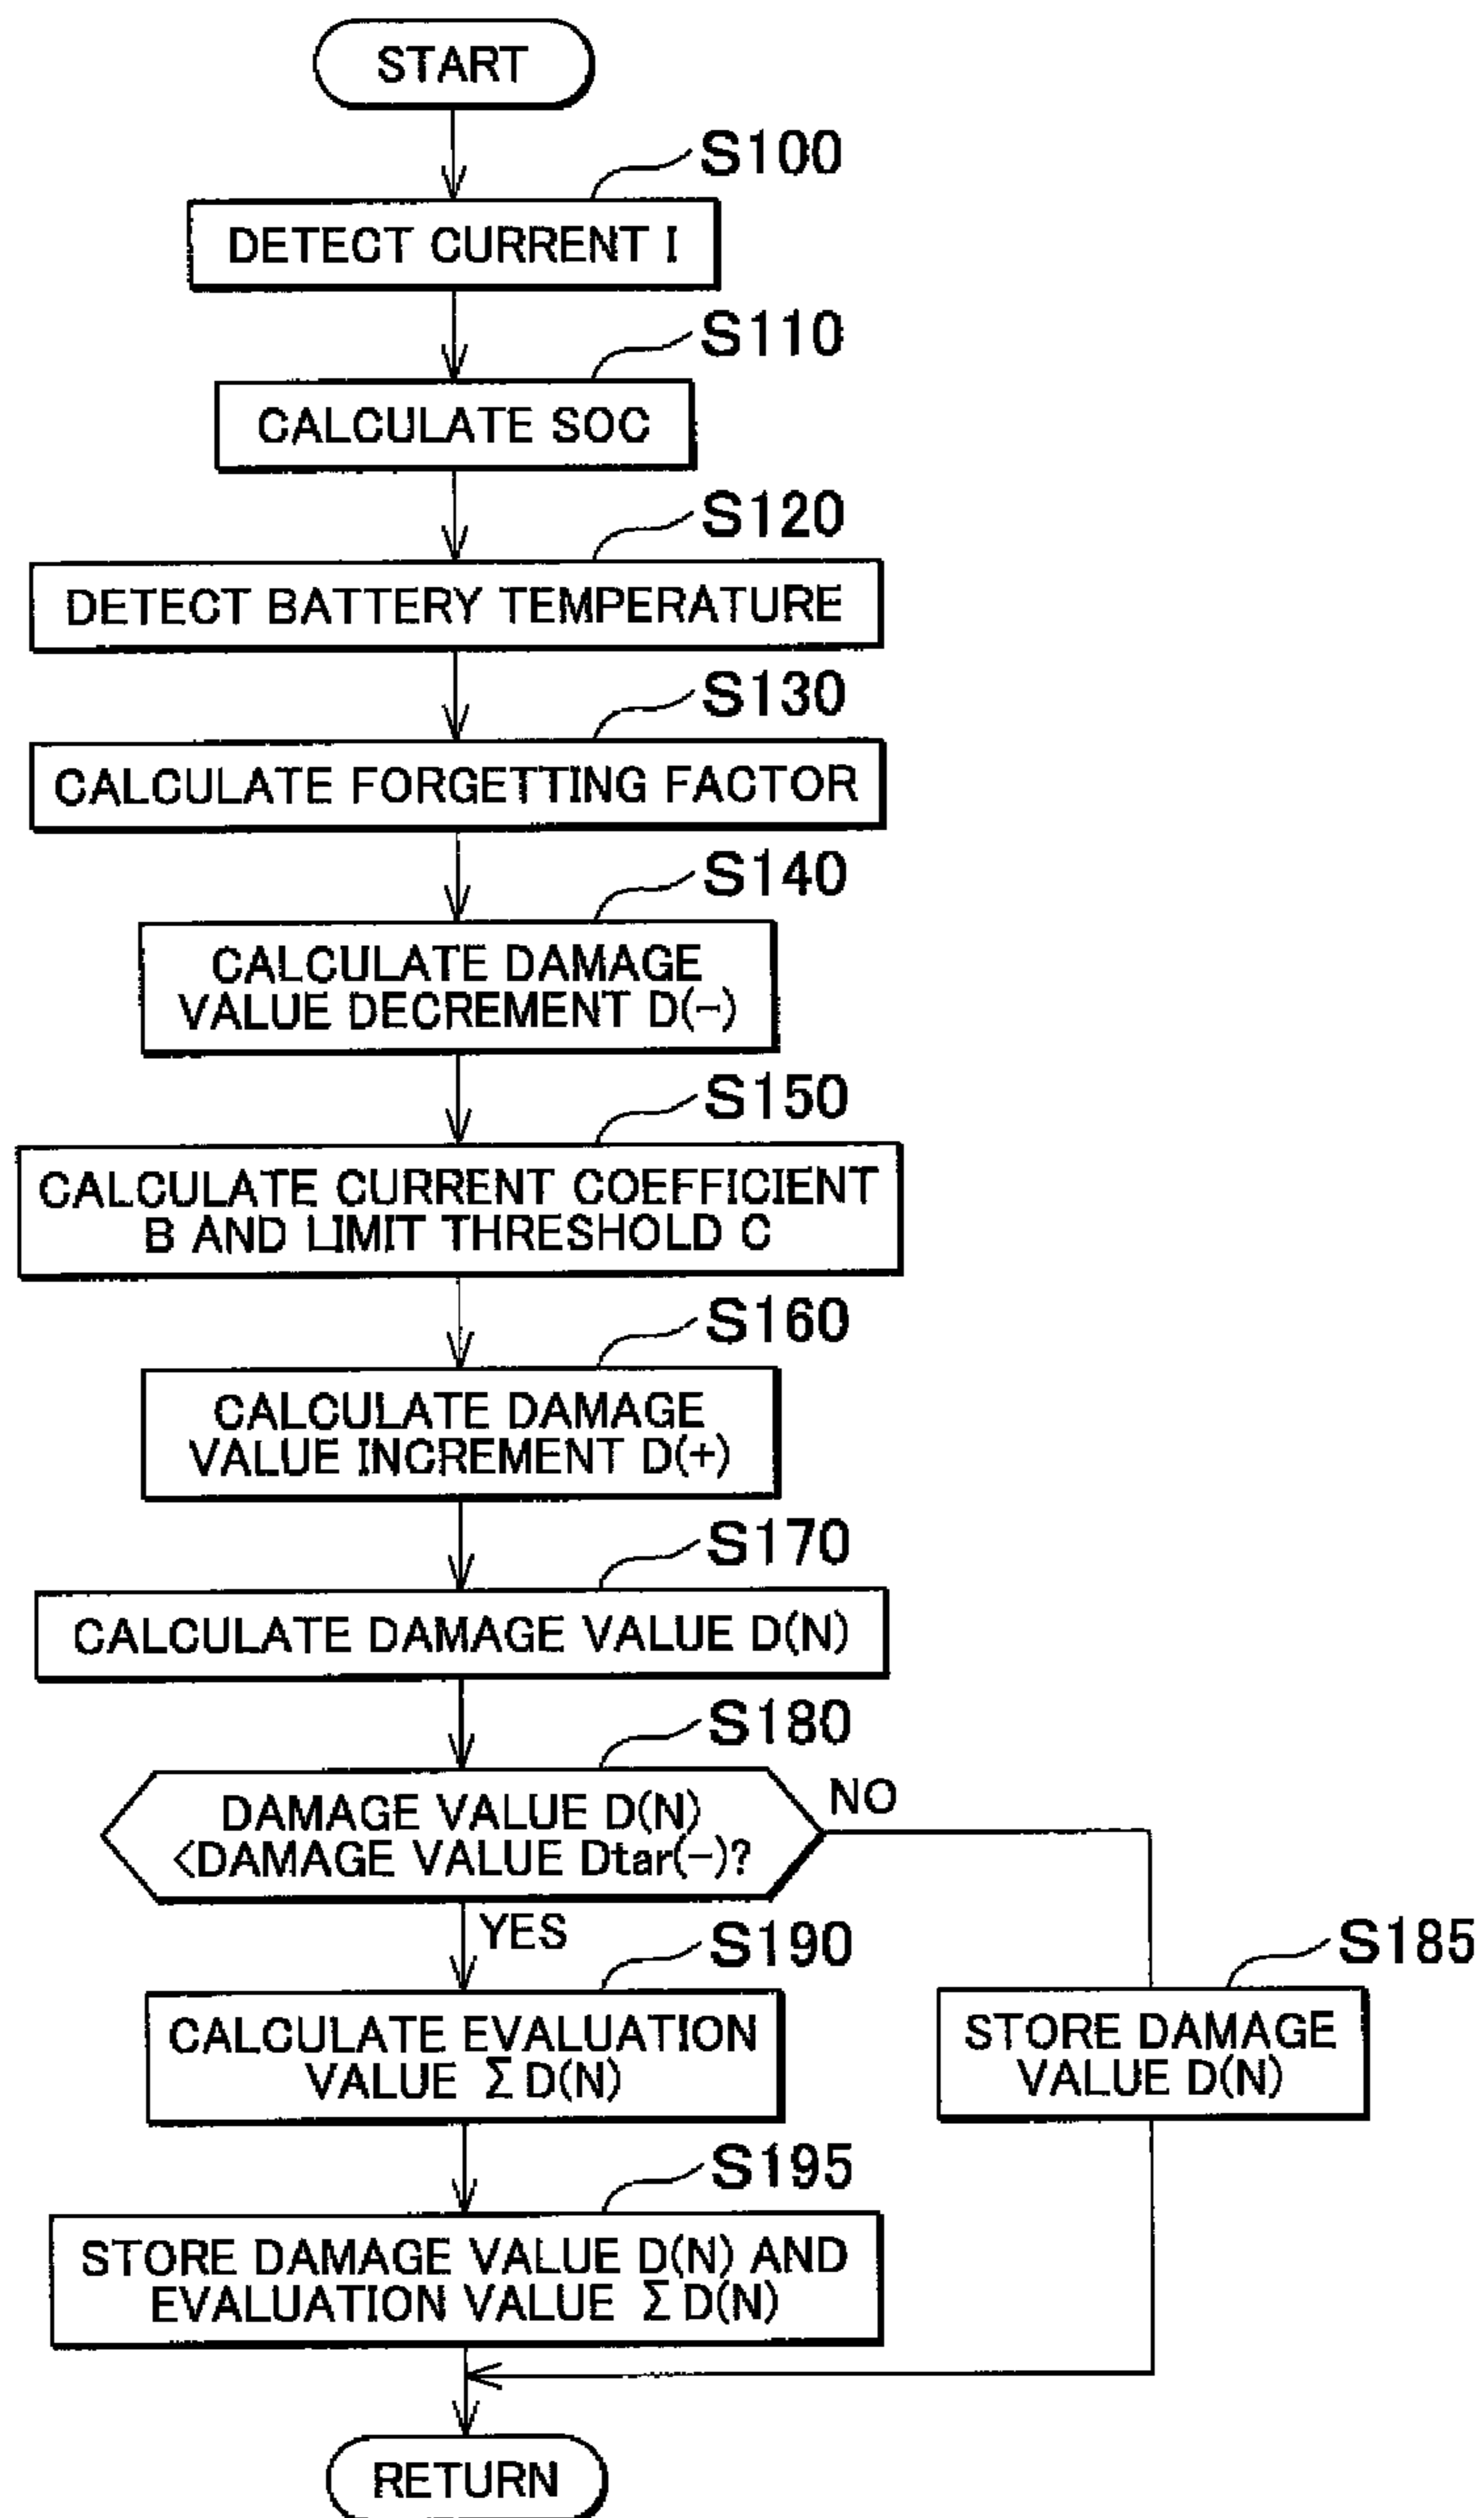 START
S100
DETECT CURRENT I
S110
CALCULATE SOC
S120
DETECT BATTERY TEMPERATURE
S130
CALCULATE FORGETTING FACTOR
S140
CALCULATE DAMAGE
VALUE DECREMENT D(-)
S150
CALCULATE CURRENT COEFFICIENT
B AND LIMIT THRESHOLD C
S160
CALCULATE DAMAGE
VALUE INCREMENT D(+)
S170
CALCULATE DAMAGE VALUE D(N)
S180
DAMAGE VALUE D(N)
<DAMAGE VALUE Dtar(-)?
NO
YES
S190
CALCULATE EVALUATION
VALUE Σ D(N)
S185
STORE DAMAGE
VALUE D(N)
S195
STORE DAMAGE VALUE D(N) AND
EVALUATION VALUE Σ D(N)
RETURN